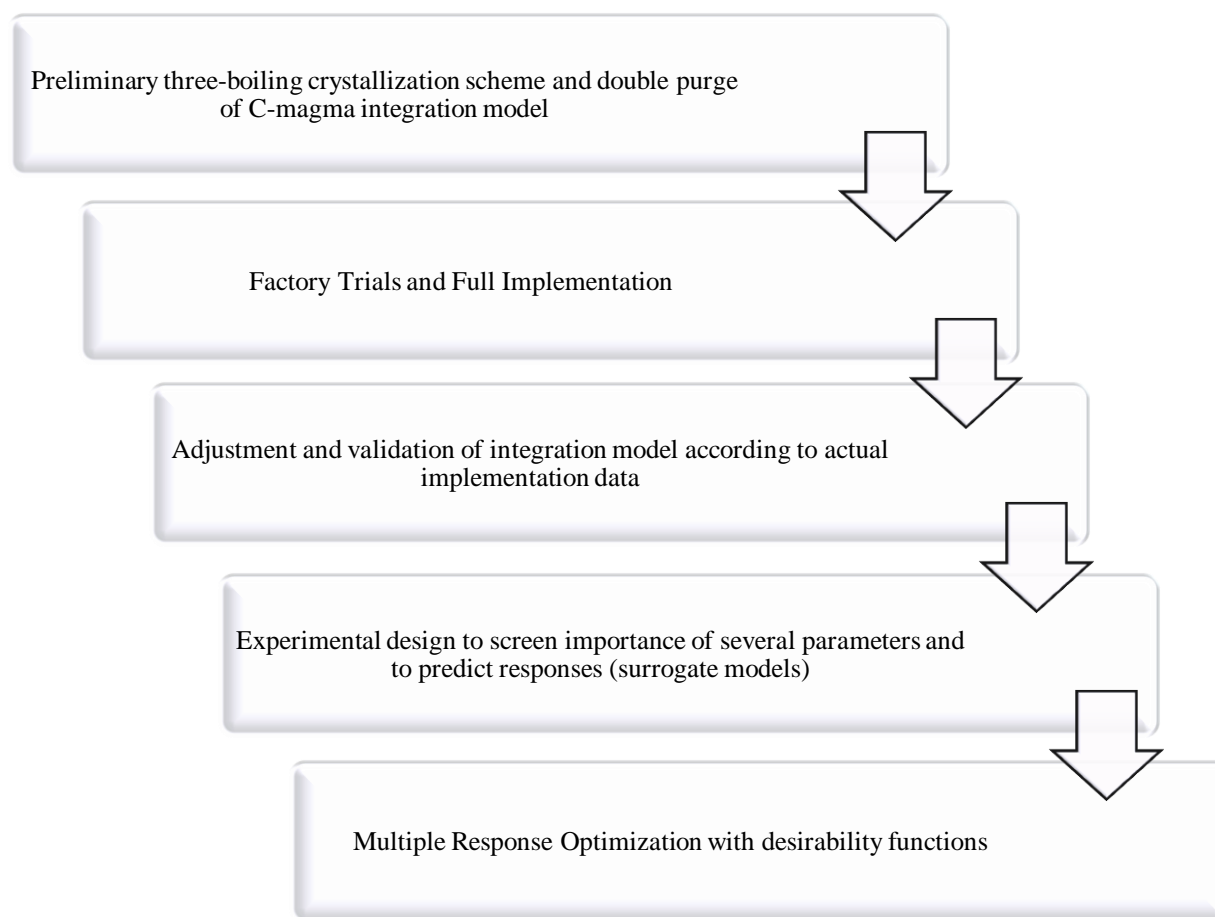 Preliminary three-boiling crystallization scheme and double purge
of C-magma integration model
Factory Trials and Full Implementation
Adjustment and validation of integration model according to actual
implementation data
Experimental design to screen importance of several parameters and
to predict responses (surrogate models)
Multiple Response Optimization with desirability functions